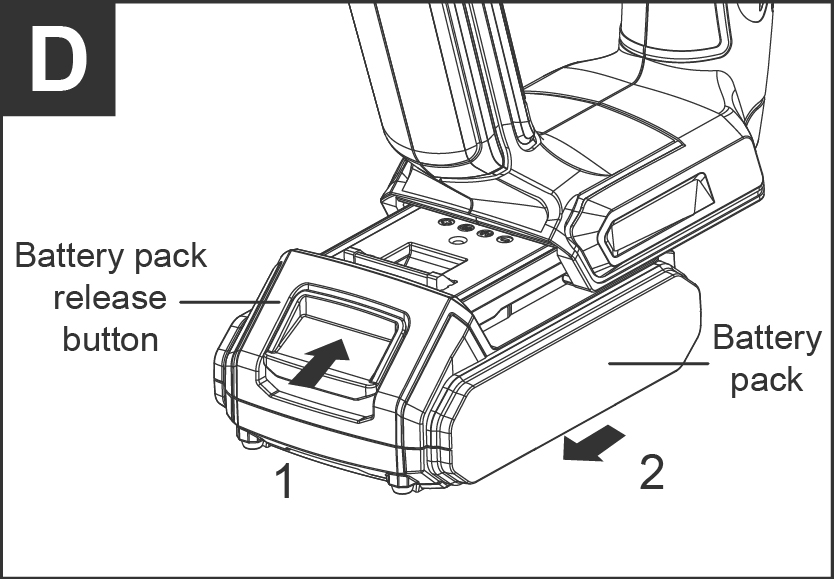 D
Battery pack
release
button
Battery
pack
1
2